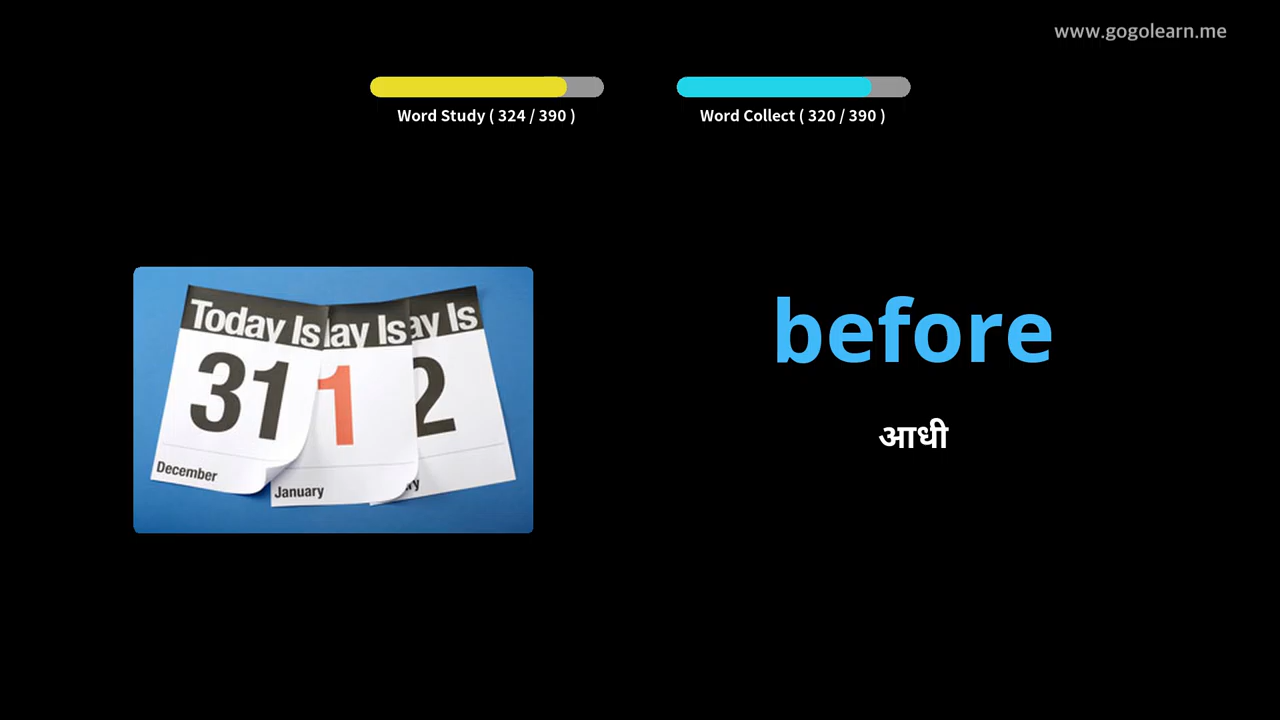 www.gogolearn.me
Word Study ( 324 / 390 )
Word Collect ( 320 / 390 )
Today Is
ay Is
ay Is
31
1
2
December
January
ry
before
आधी